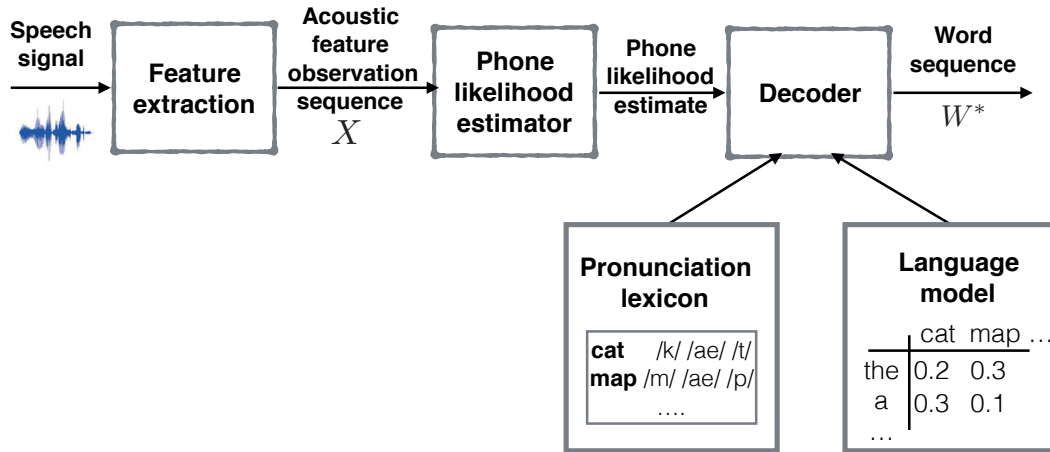 Speech
signal
Feature
extraction
Acoustic
feature
observation
sequence
X
Phone
likelihood
estimator
Phone
likelihood
estimate
Decoder
Word
sequence
W*
Pronunciation
lexicon
cat /k/ /ae/ /t/
map /m/ /ae/ /p/
....
Language
model
cat map ...
the 0.2 0.3
a 0.3 0.1
...